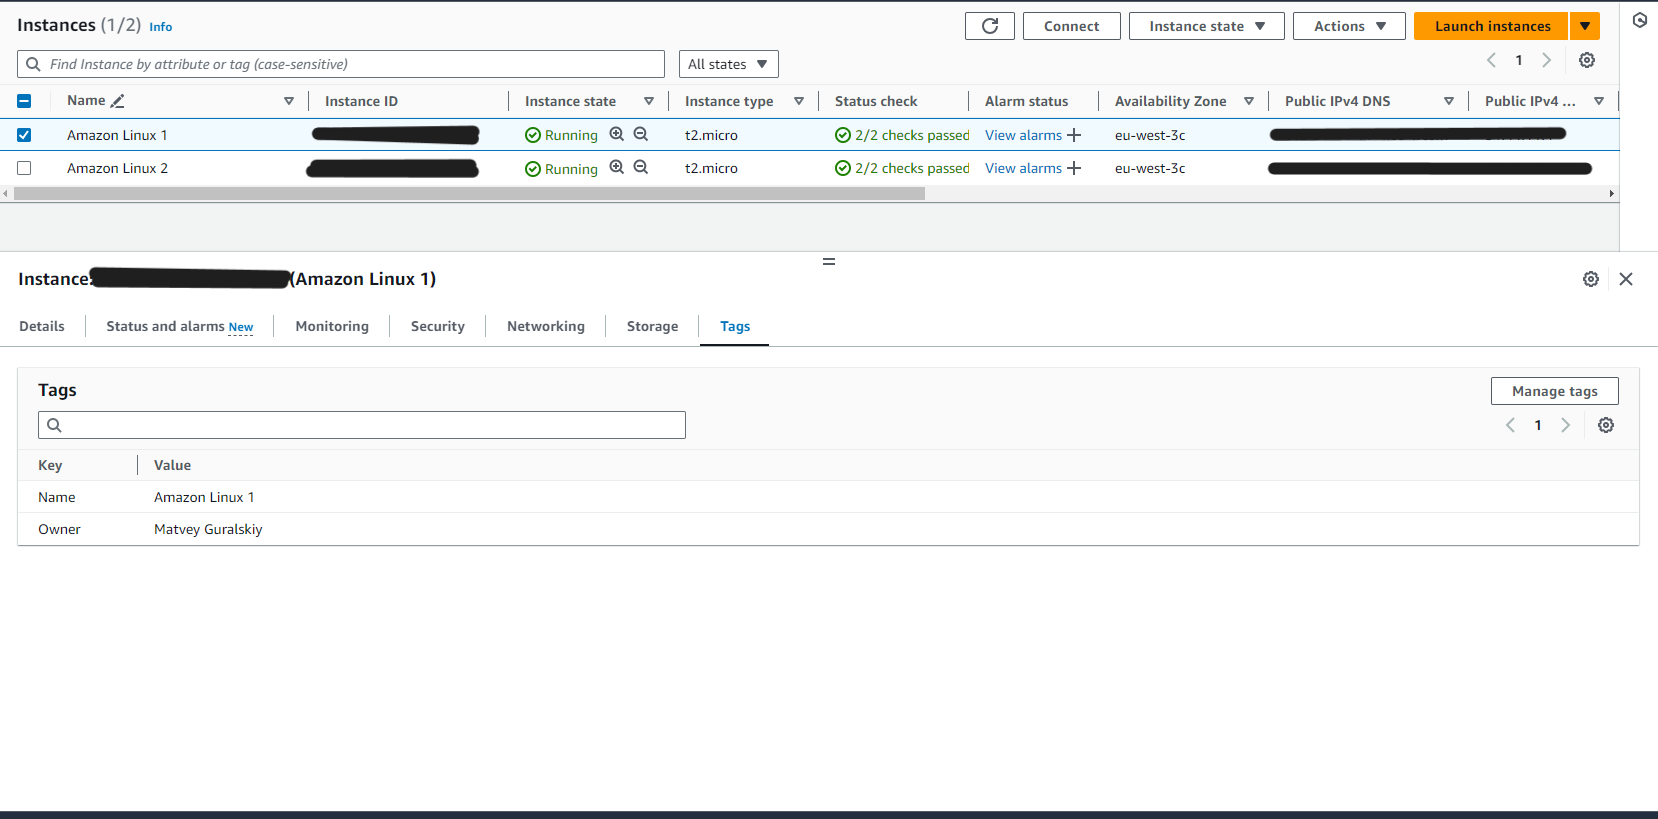 Instances (1/2) Info
Connect Instance state Actions Launch instances
Find Instance by attribute or tag (case-sensitive) All states 1
Name Instance ID Instance state Instance type Status check Alarm status Availability Zone Public IPv4 DNS Public IPv4 ...
Amazon Linux 1 Running t2.micro 2/2 checks passed View alarms eu-west-3c
Amazon Linux 2 Running t2.micro 2/2 checks passed View alarms eu-west-3c
Instance: (Amazon Linux 1)
Details Status and alarms New Monitoring Security Networking Storage Tags
Tags Manage tags
1
Key Value
Name Amazon Linux 1
Owner Matvey Guralskiy